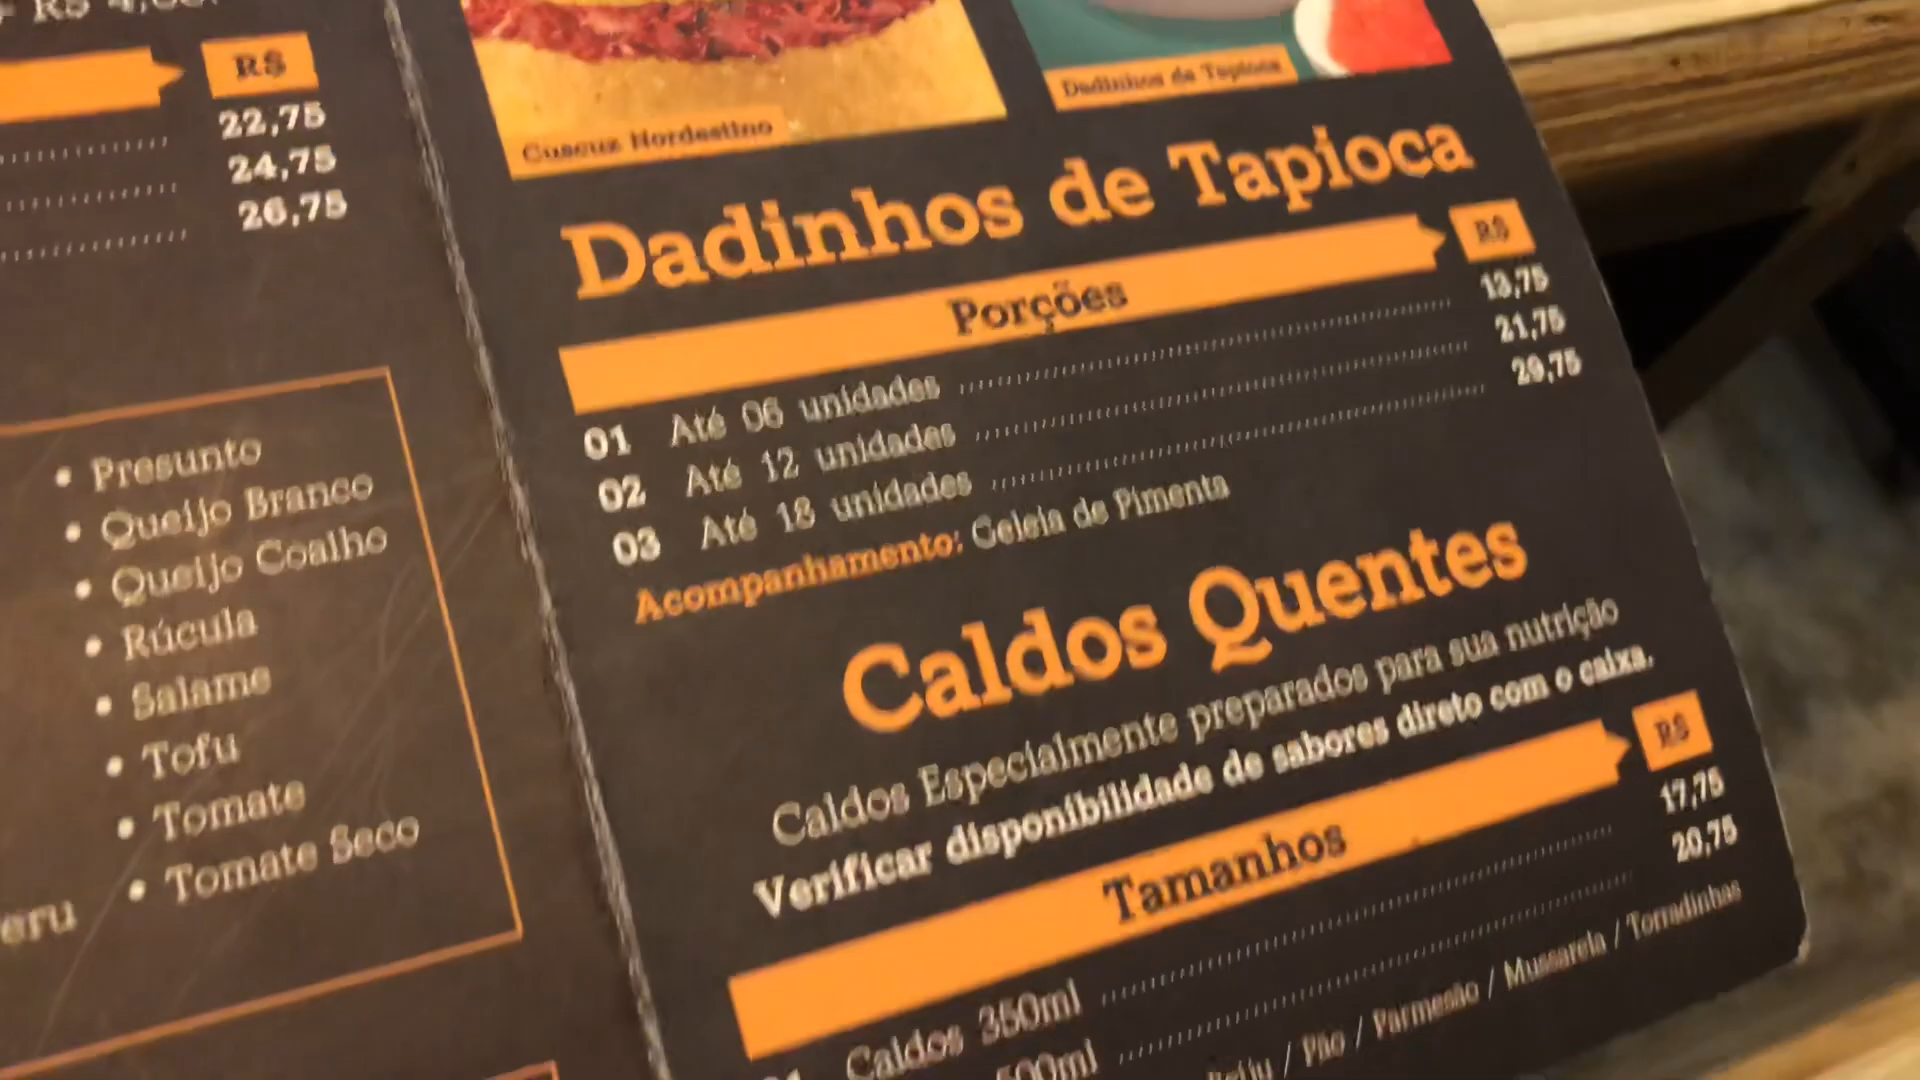 R$ 4,
R$
22,75
24,75
26,75
• Presunto
• Queijo Branco
• Queijo Coalho
• Rúcula
• Salame
• Tofu
• Tomate
• Tomate Seco
eru
Cuscuz Nordestino
Dadinhos de Tapioca
Dadinhos de Tapioca
Porções R$
01 Até 06 unidades 13,75
02 Até 12 unidades 21,75
03 Até 18 unidades 29,75
Acompanhamento: Geleia de Pimenta
Caldos Quentes
Caldos Especialmente preparados para sua nutrição
Verificar disponibilidade de sabores direto com o caixa.
Tamanhos R$
Caldos 350ml 17,75
500ml 20,75
Beiju / Pão / Parmesão / Mussarela / Torradinhas